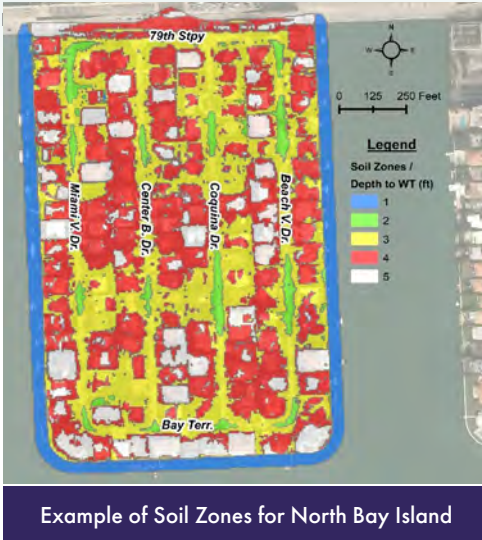 79th Stpy
N
W
E
S
0 125 250 Feet
Legend
Soil Zones /
Depth to WT (ft)
1
2
3
4
5
Miami V. Dr.
Center B. Dr.
Coquina Dr.
Beach V. Dr.
Bay Terr.
Example of Soil Zones for North Bay Island